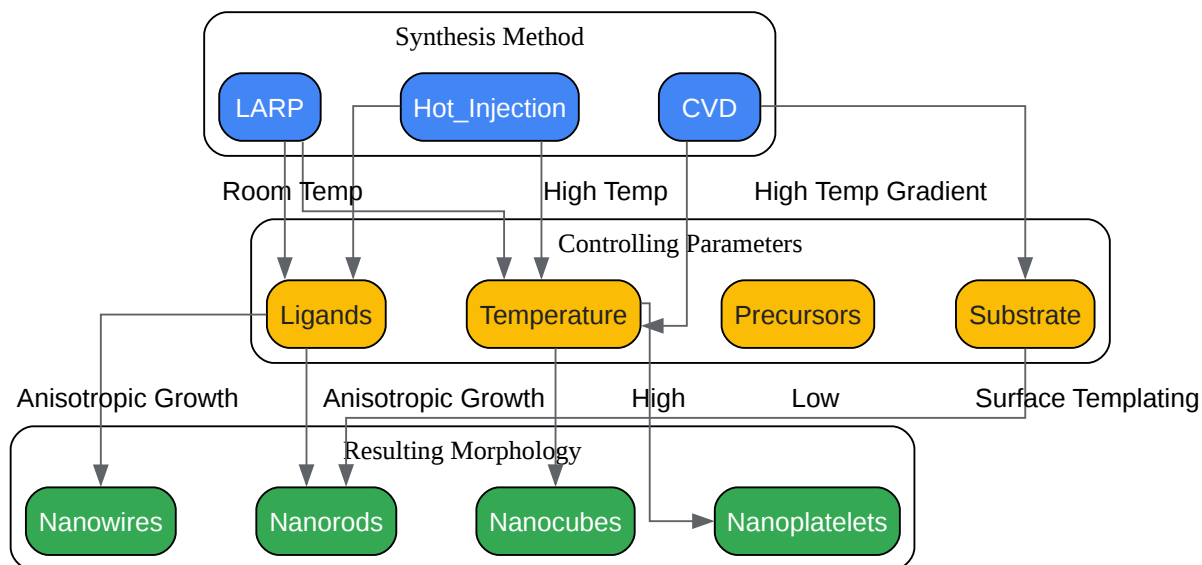 Synthesis Method
LARP
Hot_Injection
CVD
Room Temp
High Temp
High Temp Gradient
Controlling Parameters
Ligands
Temperature
Precursors
Substrate
Anisotropic Growth
Anisotropic Growth
High
Low
Surface Templating
Resulting Morphology
Nanowires
Nanorods
Nanocubes
Nanoplatelets